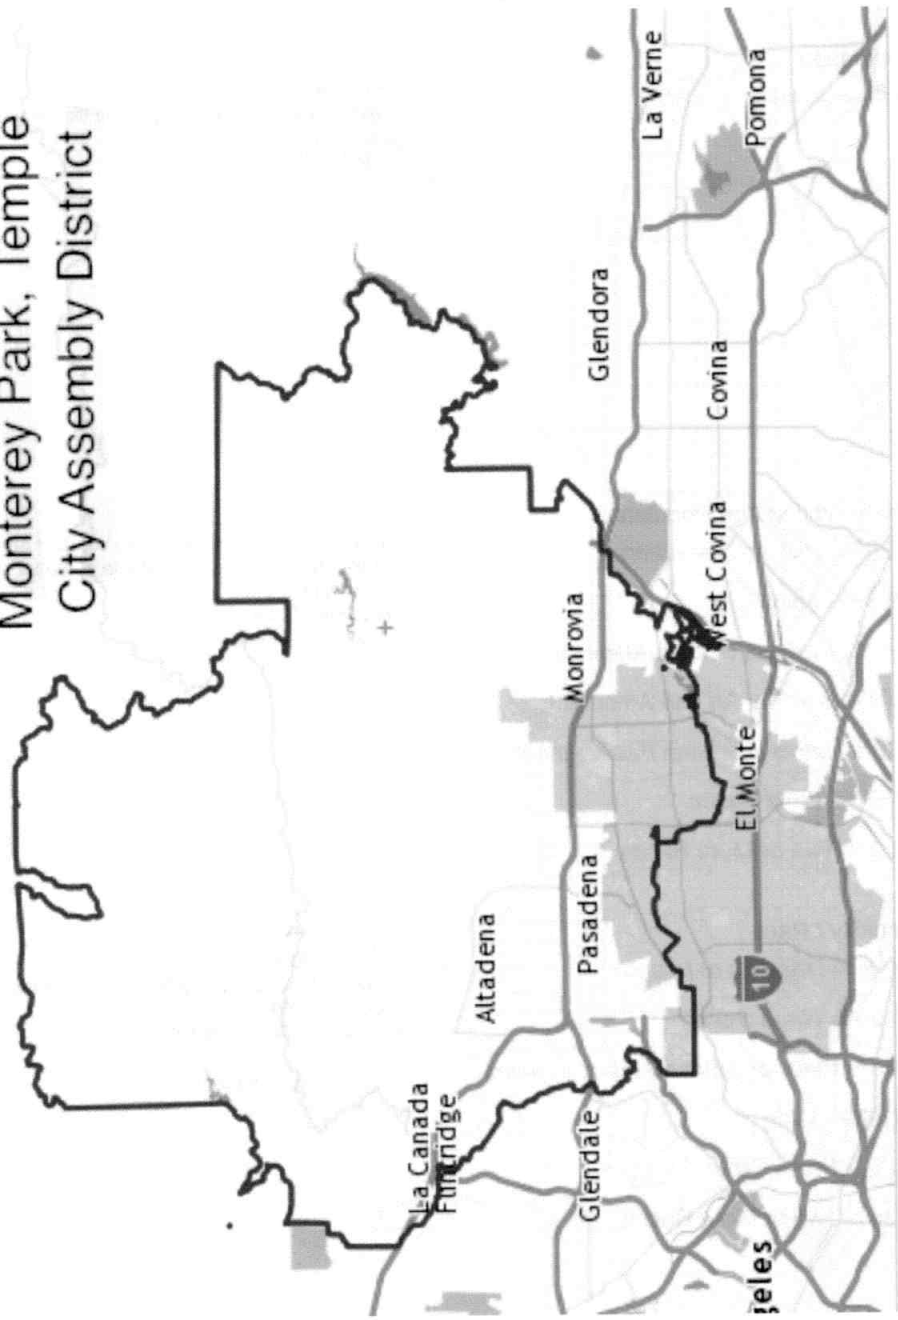 Monterey Park, Temple
City Assembly District
La Canada
Flintridge
Altadena
Glendale
Pasadena
Monrovia
Glendora
La Verne
El Monte
West Covina
Covina
Pomona
10
geles